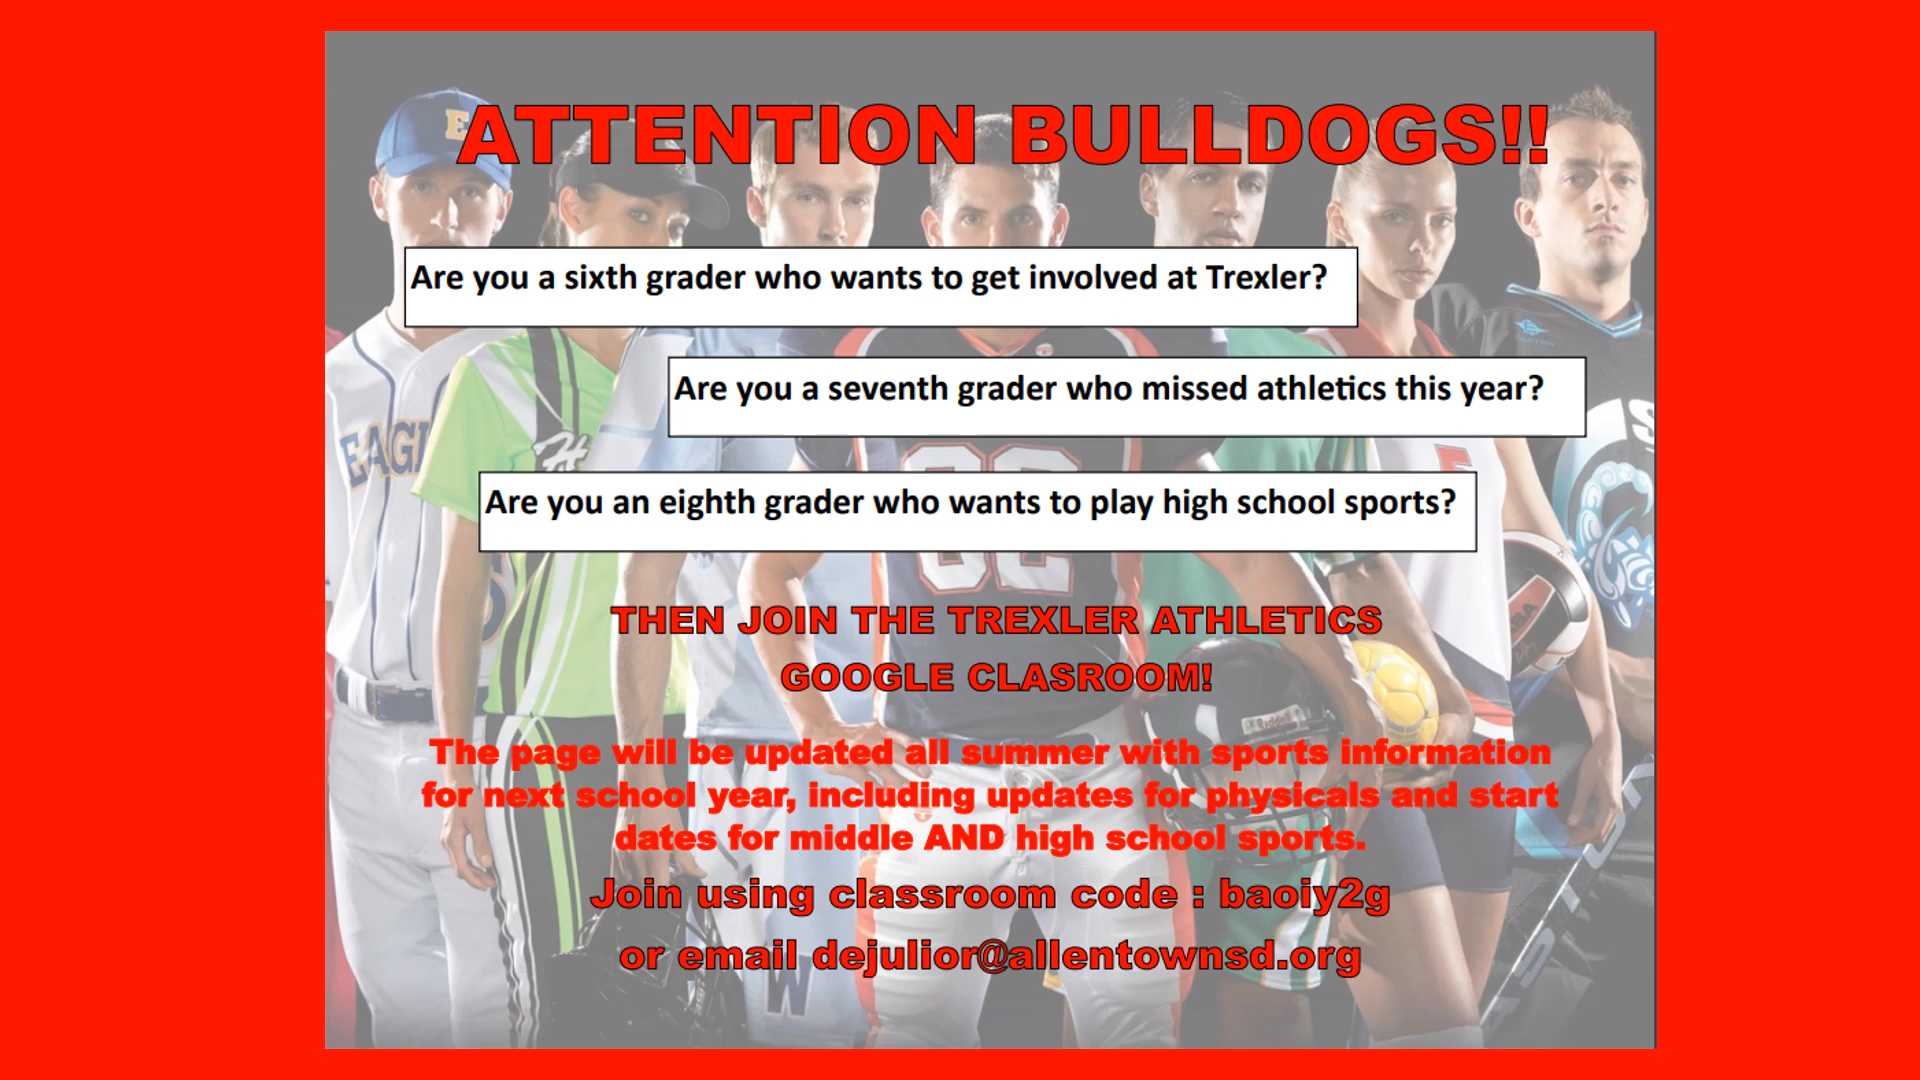 ATTENTION BULLDOGS!!
Are you a sixth grader who wants to get involved at Trexler?
Are you a seventh grader who missed athletics this year?
Are you an eighth grader who wants to play high school sports?
THEN JOIN THE TREXLER ATHLETICS
GOOGLE CLASROOM!
The page will be updated all summer with sports information
for next school year, including updates for physicals and start
dates for middle AND high school sports.
Join using classroom code : baoiy2g
or email dejulior@allentownsd.org
E
EAGL
H
82
Riddell
W